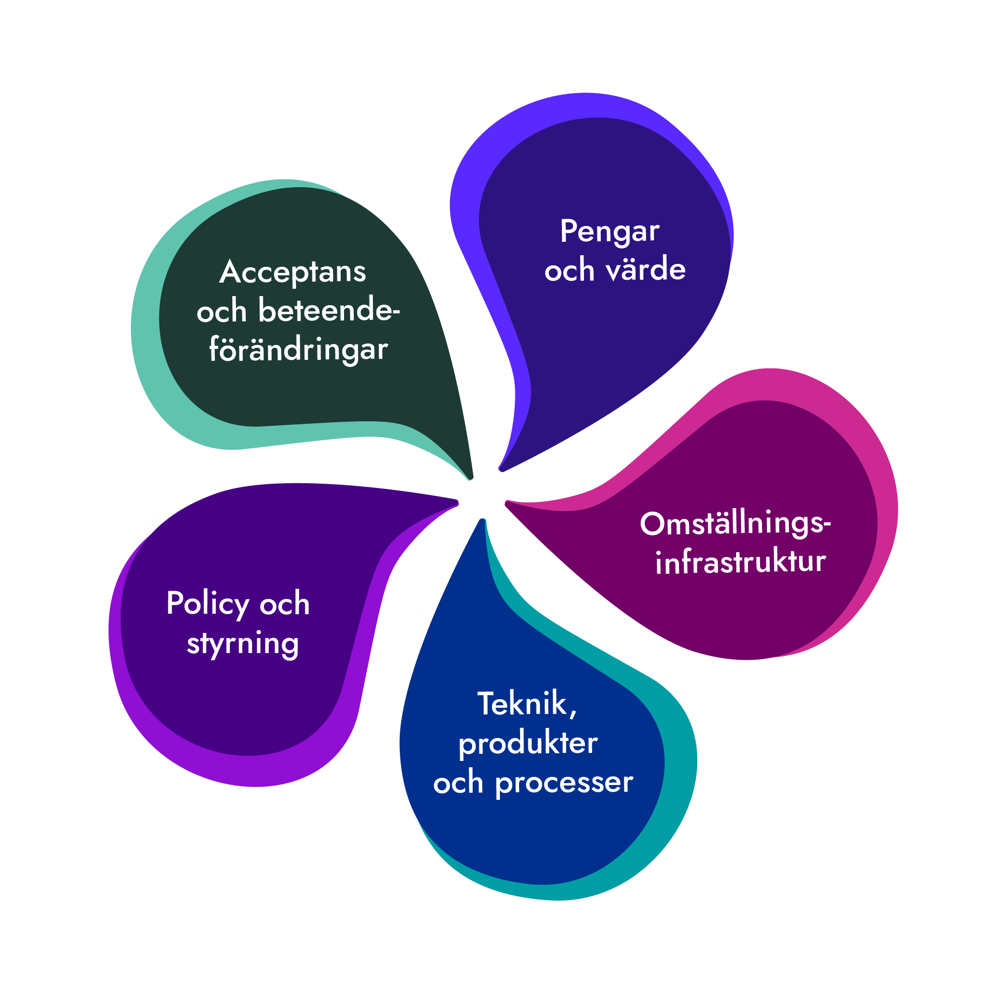 Pengar
och värde
Acceptans
och beteende-
förändringar
Omställnings-
infrastruktur
Policy och
styrning
Teknik,
produkter
och processer